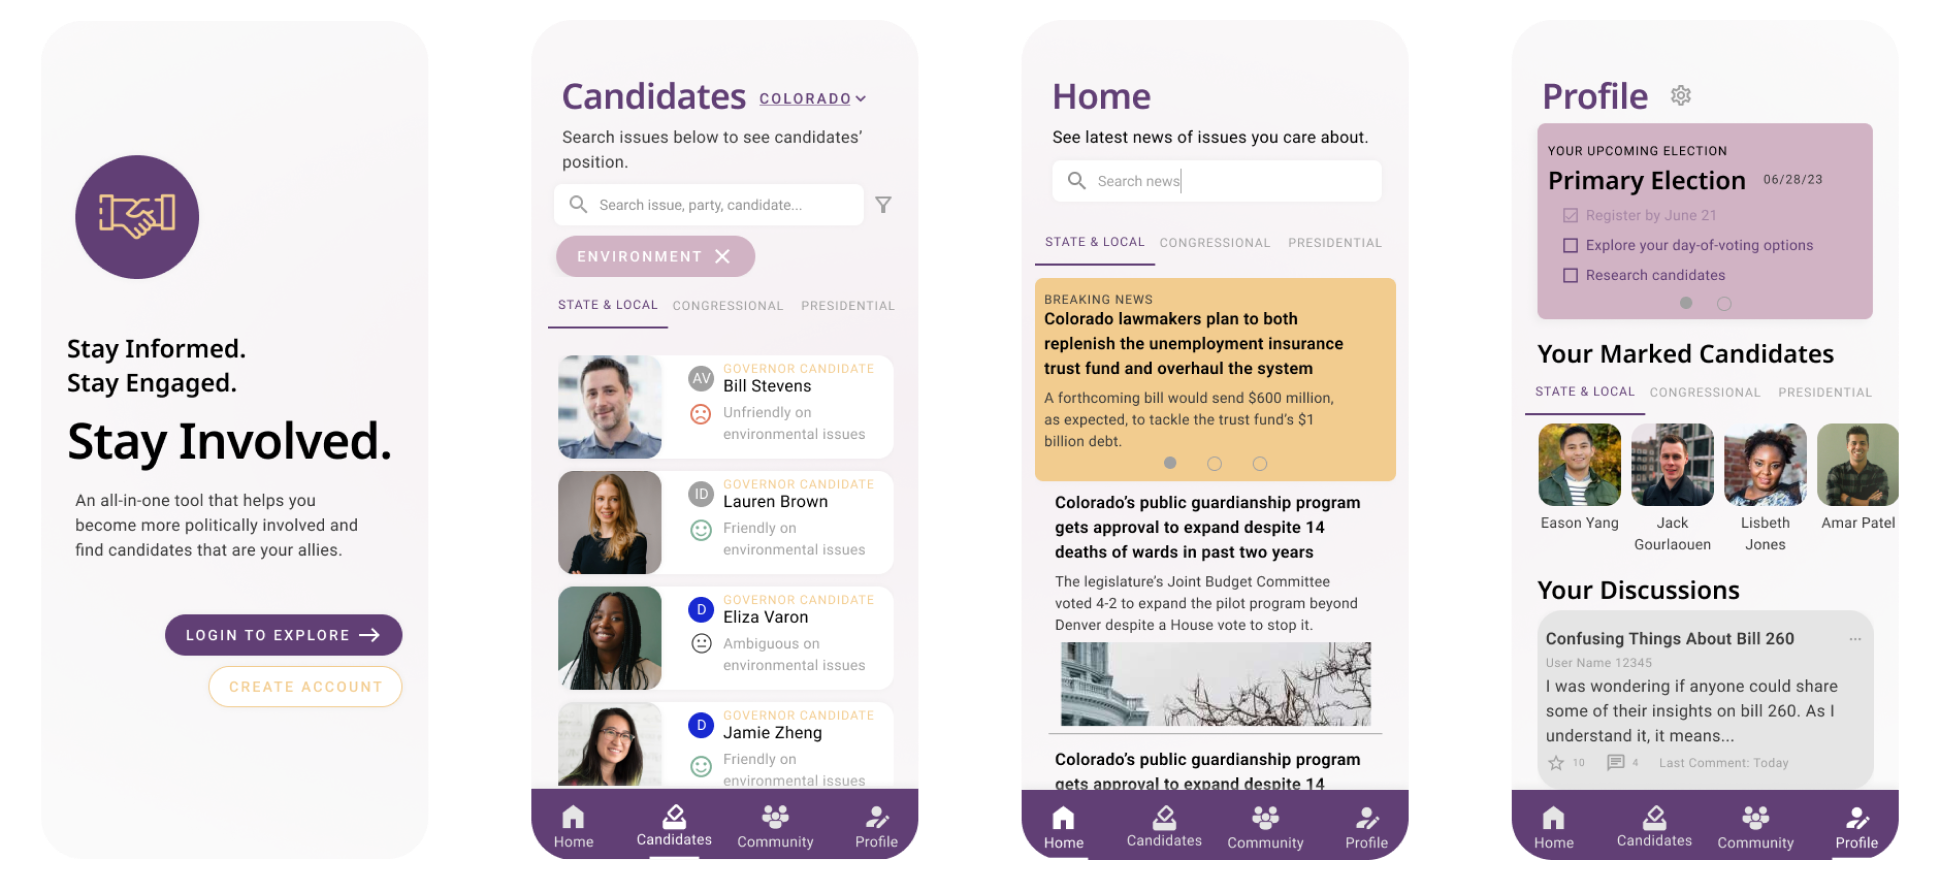 Stay Informed.
Stay Engaged.
Stay Involved.
An all-in-one tool that helps you
become more politically involved and
find candidates that are your allies.
LOGIN TO EXPLORE
CREATE ACCOUNT
Candidates COLORADO
Search issues below to see candidates’
position.
Search issue, party, candidate...
ENVIRONMENT
STATE & LOCAL CONGRESSIONAL PRESIDENTIAL
GOVERNOR CANDIDATE
AV Bill Stevens
Unfriendly on
environmental issues
GOVERNOR CANDIDATE
ID Lauren Brown
Friendly on
environmental issues
GOVERNOR CANDIDATE
D Eliza Varon
Ambiguous on
environmental issues
GOVERNOR CANDIDATE
D Jamie Zheng
Friendly on
environmental issues
Home Candidates Community Profile
Home
See latest news of issues you care about.
Search news
STATE & LOCAL CONGRESSIONAL PRESIDENTIAL
BREAKING NEWS
Colorado lawmakers plan to both
replenish the unemployment insurance
trust fund and overhaul the system
A forthcoming bill would send $600 million,
as expected, to tackle the trust fund’s $1
billion debt.
Colorado’s public guardianship program
gets approval to expand despite 14
deaths of wards in past two years
The legislature’s Joint Budget Committee
voted 4-2 to expand the pilot program beyond
Denver despite a House vote to stop it.
Colorado’s public guardianship program
gets approval to expand despite 14
Home Candidates Community Profile
Profile
YOUR UPCOMING ELECTION
Primary Election 06/28/23
Register by June 21
Explore your day-of-voting options
Research candidates
Your Marked Candidates
STATE & LOCAL CONGRESSIONAL PRESIDENTIAL
Eason Yang Jack Lisbeth Amar Patel
Gourlaouen Jones
Your Discussions
Confusing Things About Bill 260 ...
User Name 12345
I was wondering if anyone could share
some of their insights on bill 260. As I
understand it, it means...
10 4 Last Comment: Today
Home Candidates Community Profile